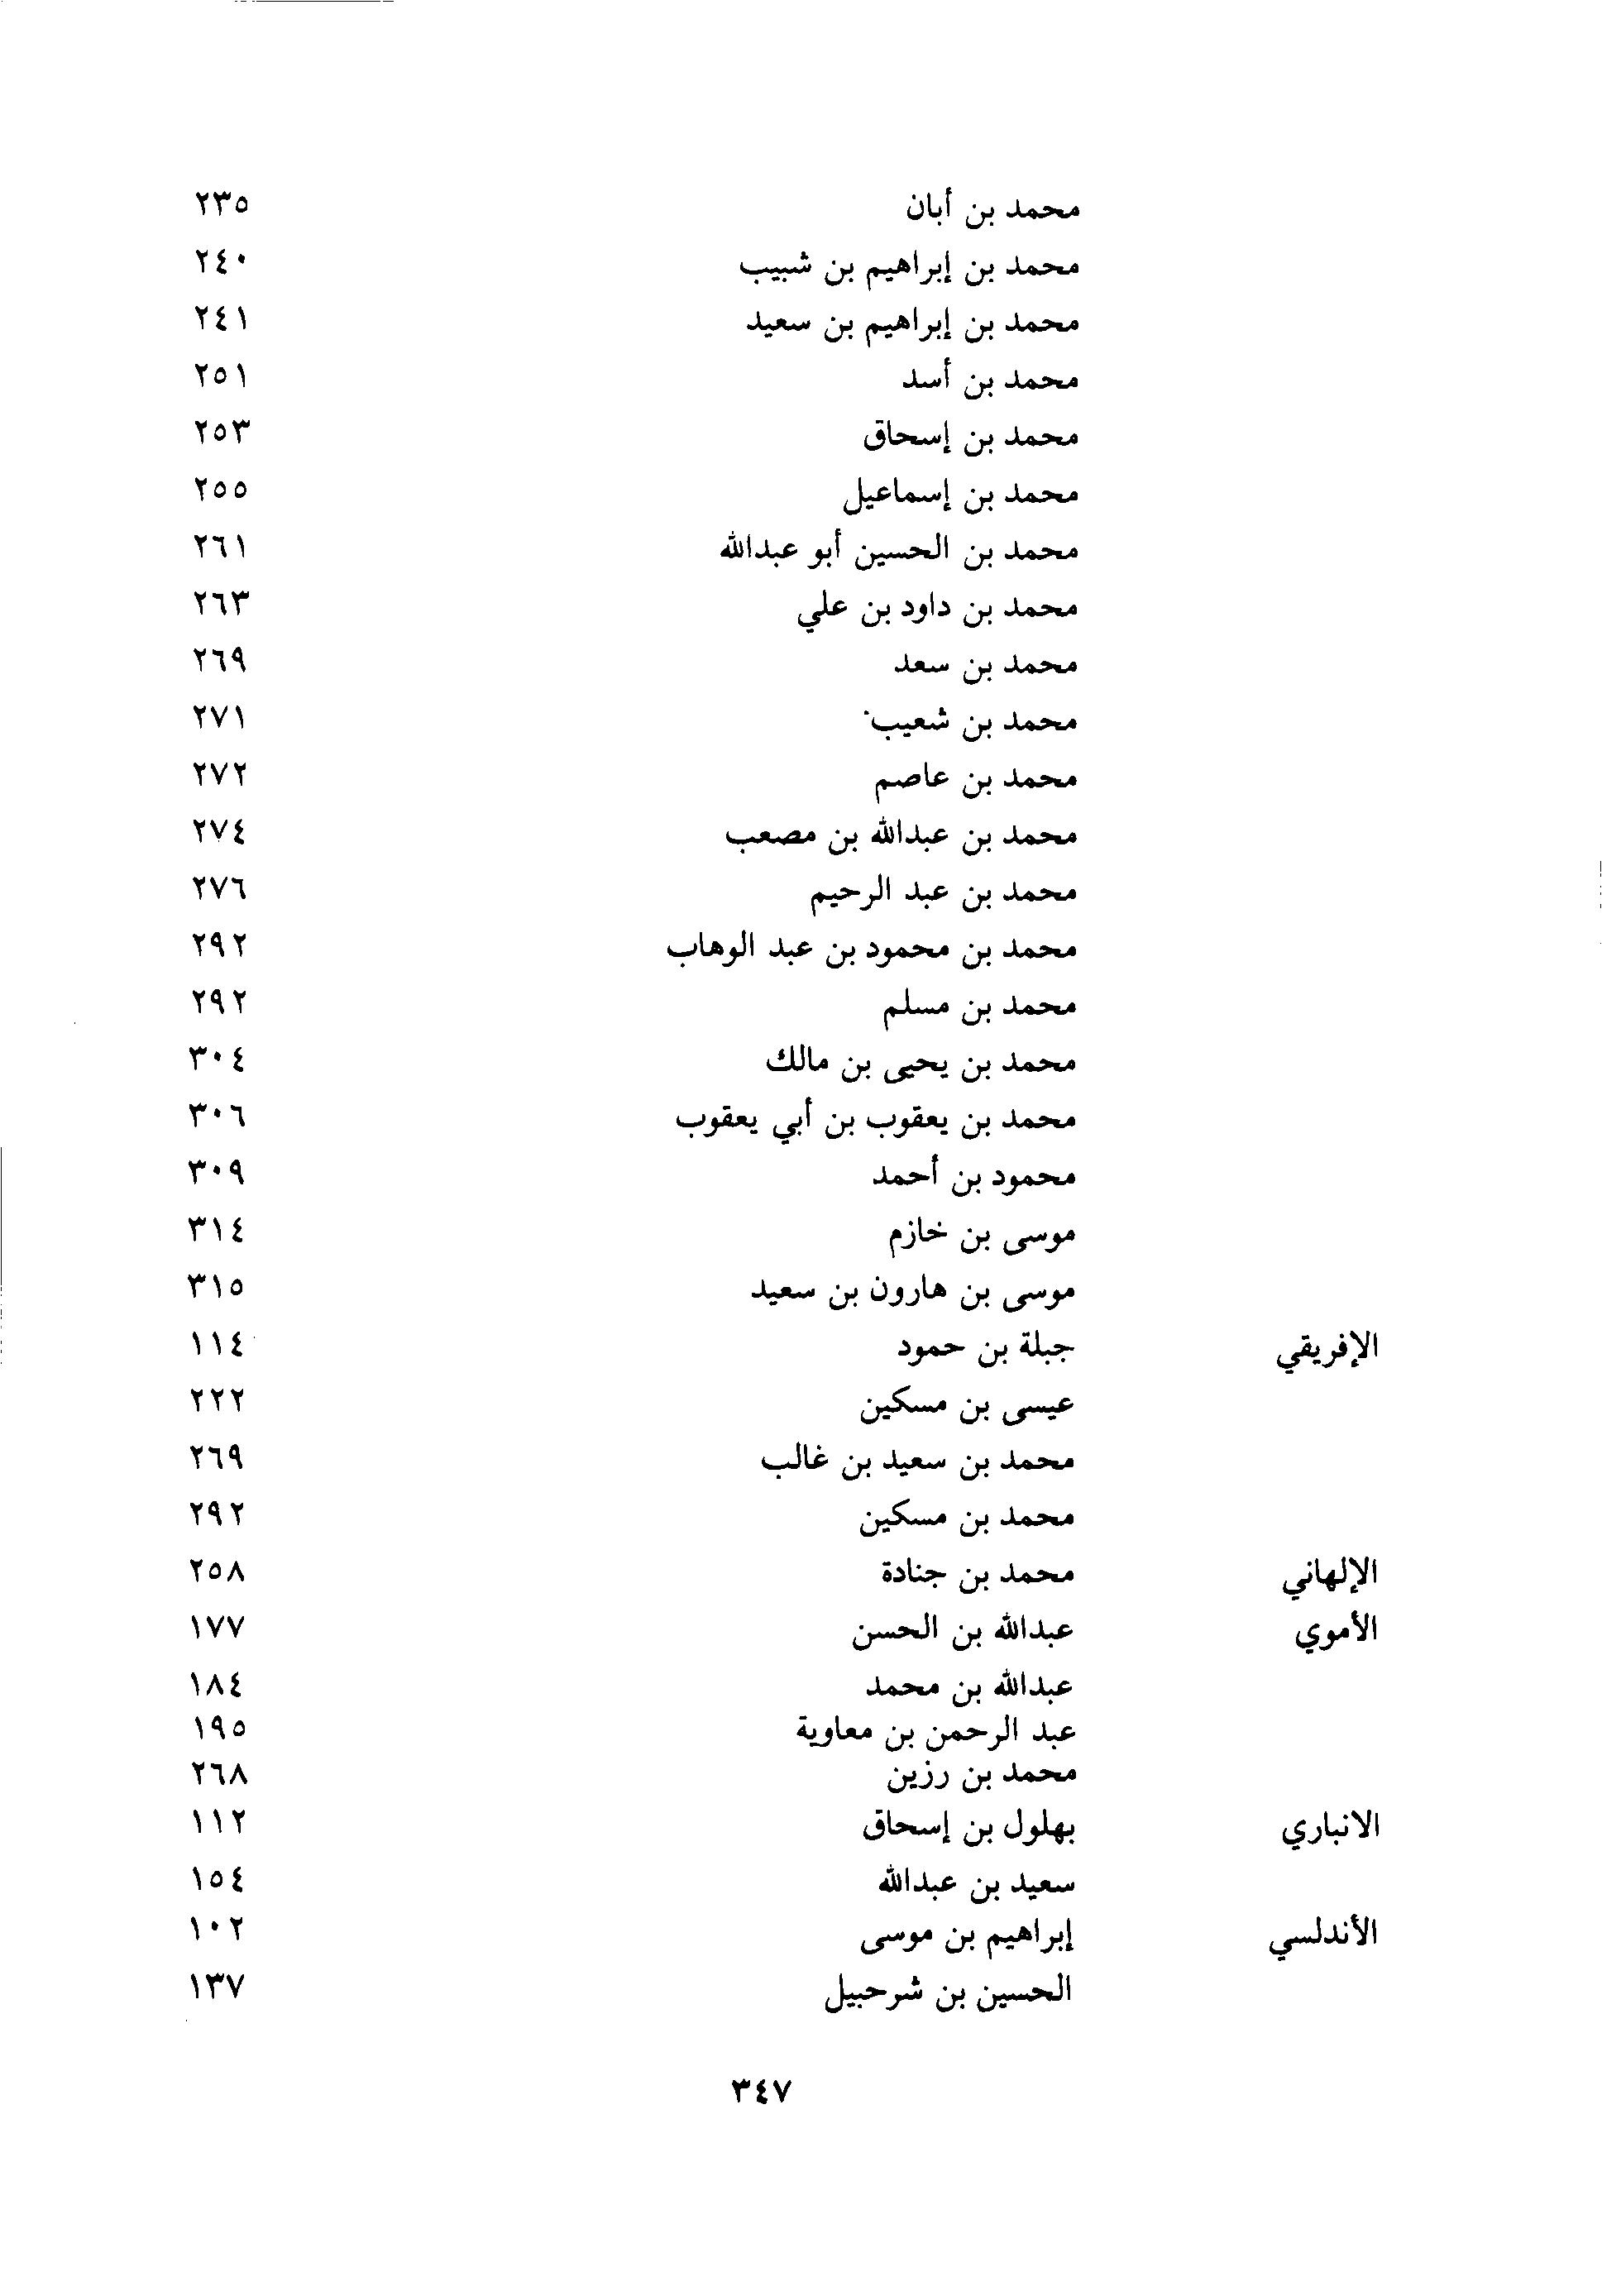 محمد بن أبان ٢٣٥
محمد بن إبراهيم بن شبيب ٢٤٠
محمد بن إبراهيم بن سعيد ٢٤١
محمد بن أسد ٢٥١
محمد بن إسحاق ٢٥٣
محمد بن إسماعيل ٢٥٥
محمد بن الحسين أبو عبدالله ٢٦١
محمد بن داود بن علي ٢٦٣
محمد بن سعد ٢٦٩
محمد بن شعيب ٢٧١
محمد بن عاصم ٢٧٢
محمد بن عبدالله بن مصعب ٢٧٤
محمد بن عبد الرحيم ٢٧٦
محمد بن محمود بن عبد الوهاب ٢٩٢
محمد بن مسلم ٢٩٢
محمد بن يحيى بن مالك ٣٠٤
محمد بن يعقوب بن أبي يعقوب ٣٠٦
محمود بن أحمد ٣٠٩
موسى بن خازم ٣١٤
موسى بن هارون بن سعيد ٣١٥
الإفريقي جبلة بن حمود ١١٤
عيسى بن مسكين ٢٢٢
محمد بن سعيد بن غالب ٢٦٩
محمد بن مسكين ٢٩٢
الإلهاني محمد بن جنادة ٢٥٨
الأموي عبدالله بن الحسن ١٧٧
عبدالله بن محمد ١٨٤
عبد الرحمن بن معاوية ١٩٥
محمد بن رزين ٢٦٨
الانباري بهلول بن إسحاق ١١٢
سعيد بن عبدالله ١٥٤
الأندلسي إبراهيم بن موسى ١٠٢
الحسين بن شرحبيل ١٣٧
٣٤٧